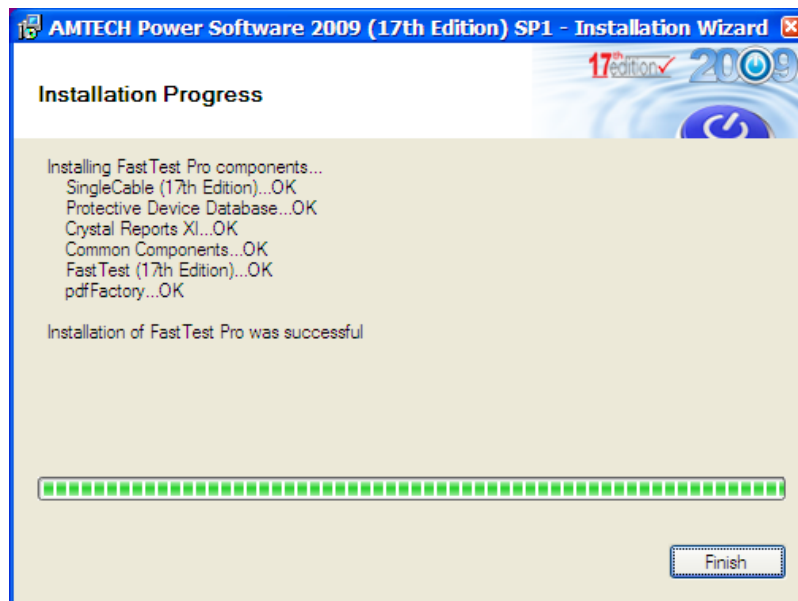 AMTECH Power Software 2009 (17th Edition) SP1 - Installation Wizard
17th edition 2009
Installation Progress
Installing FastTest Pro components...
SingleCable (17th Edition)...OK
Protective Device Database...OK
Crystal Reports XI...OK
Common Components...OK
FastTest (17th Edition)...OK
pdfFactory...OK
Installation of FastTest Pro was successful
Finish